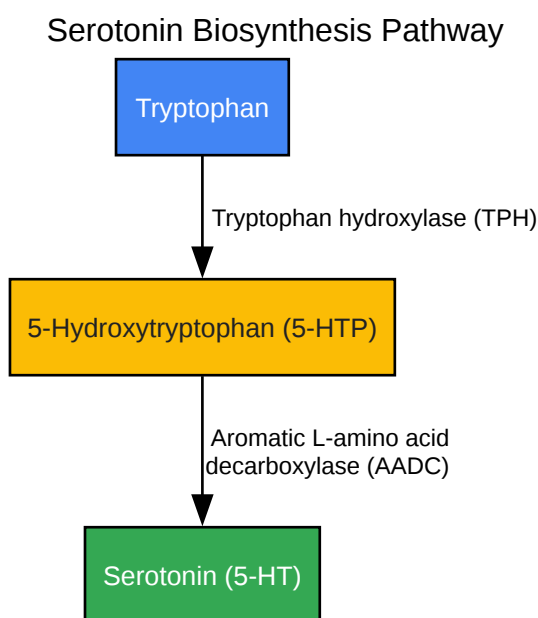 Serotonin Biosynthesis Pathway
Tryptophan
Tryptophan hydroxylase (TPH)
5-Hydroxytryptophan (5-HTP)
Aromatic L-amino acid
decarboxylase (AADC)
Serotonin (5-HT)